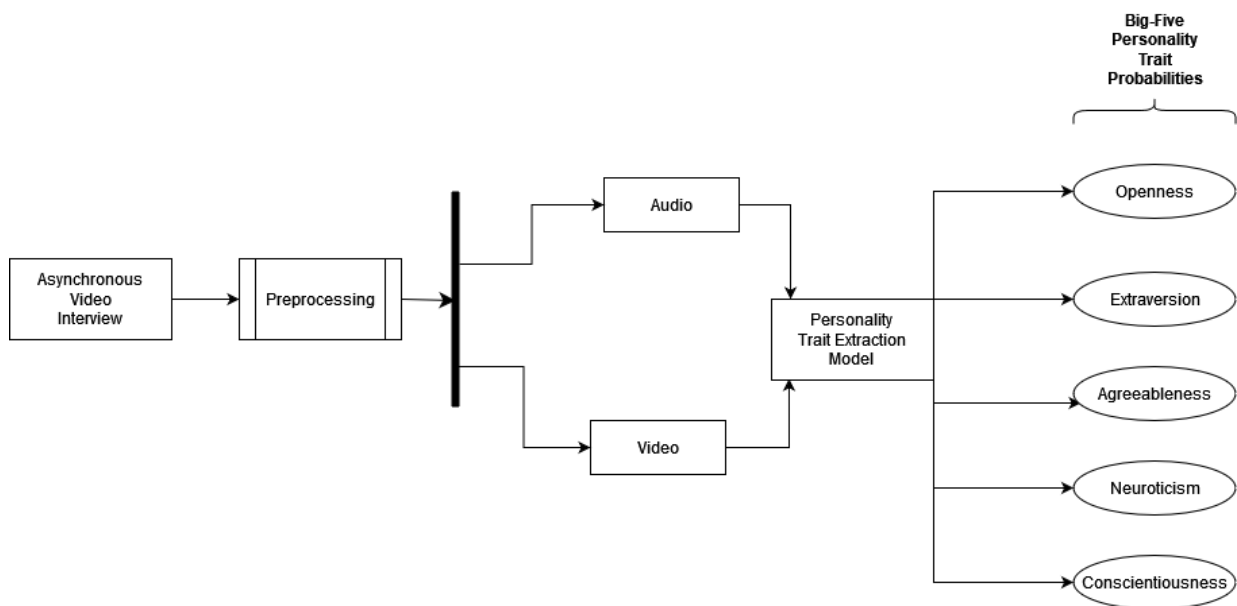 Big-Five
Personality
Trait
Probabilities
Openness
Audio
Asynchronous
Video
Interview
Preprocessing
Extraversion
Personality
Trait Extraction
Model
Agreeableness
Video
Neuroticism
Conscientiousness